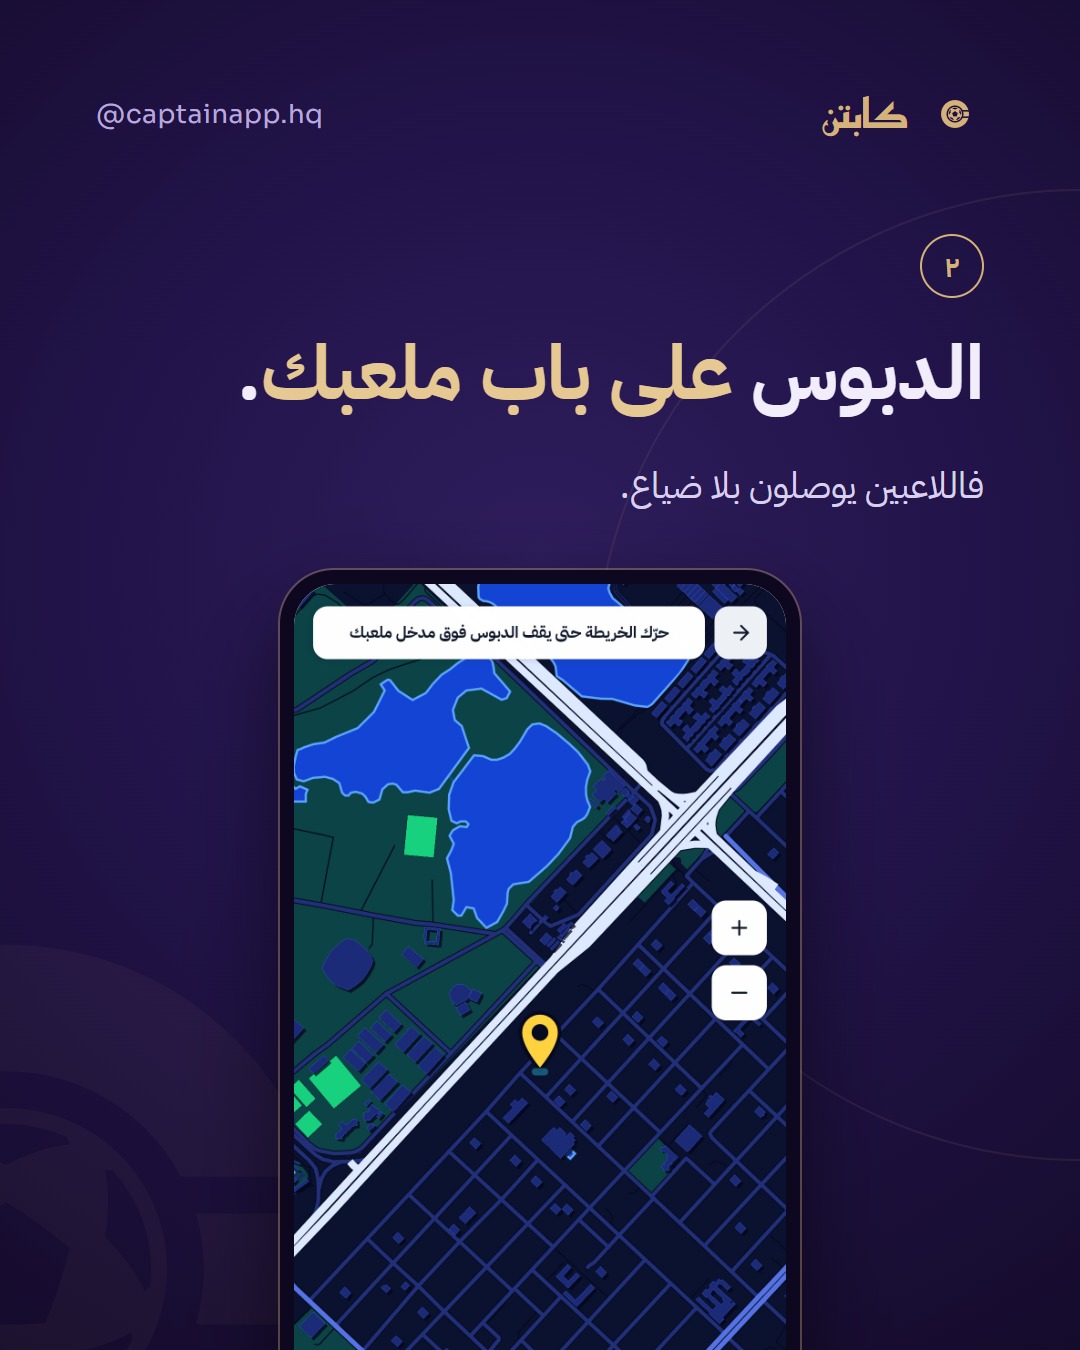 @captainapp.hq
كابتن
٢
الدبوس على باب ملعبك.
فاللاعبين يوصلون بلا ضياع.
حرّك الخريطة حتى يقف الدبوس فوق مدخل ملعبك
+
−